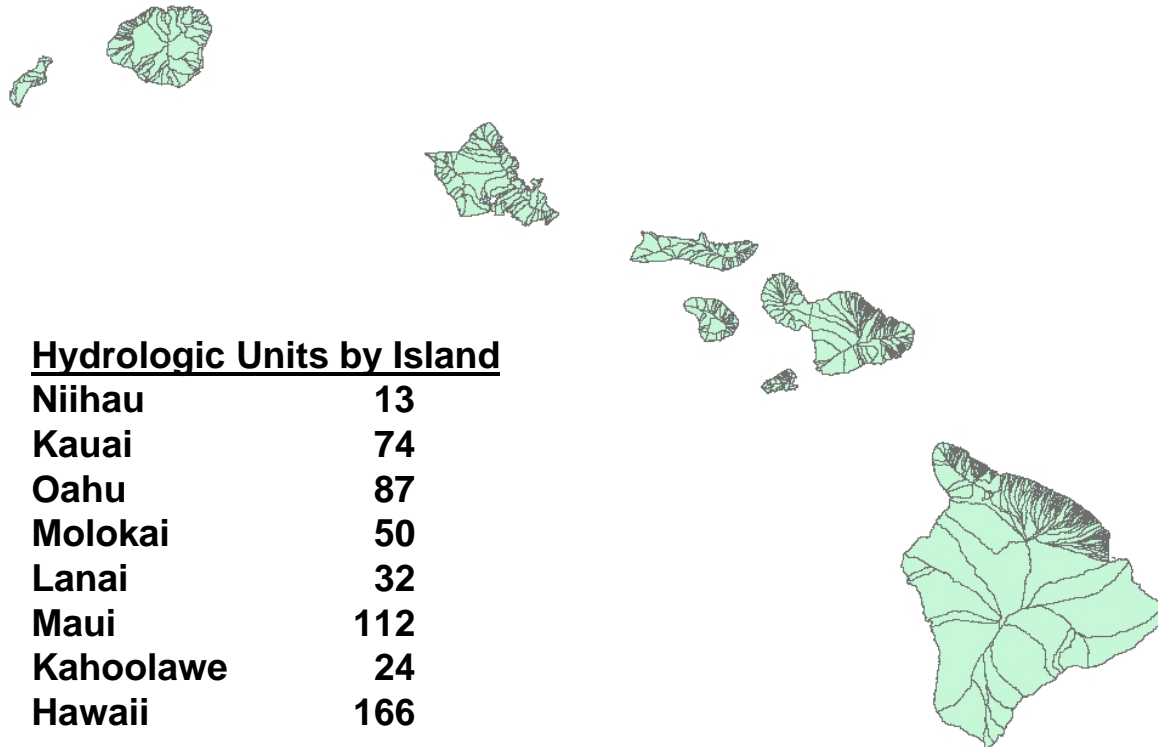 Hydrologic Units by Island
Niihau 13
Kauai 74
Oahu 87
Molokai 50
Lanai 32
Maui 112
Kahoolawe 24
Hawaii 166